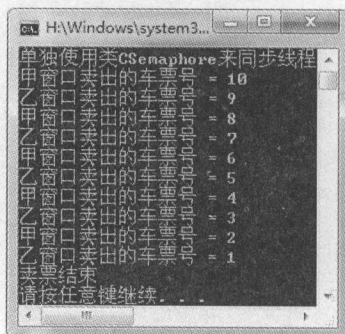 H:\Windows\system3...
单独使用类CSemaphore来同步线程
甲窗口卖出的车票号 = 10
乙窗口卖出的车票号 = 9
甲窗口卖出的车票号 = 8
乙窗口卖出的车票号 = 7
甲窗口卖出的车票号 = 6
乙窗口卖出的车票号 = 5
甲窗口卖出的车票号 = 4
乙窗口卖出的车票号 = 3
甲窗口卖出的车票号 = 2
乙窗口卖出的车票号 = 1
卖票结束
请按任意键继续. . .